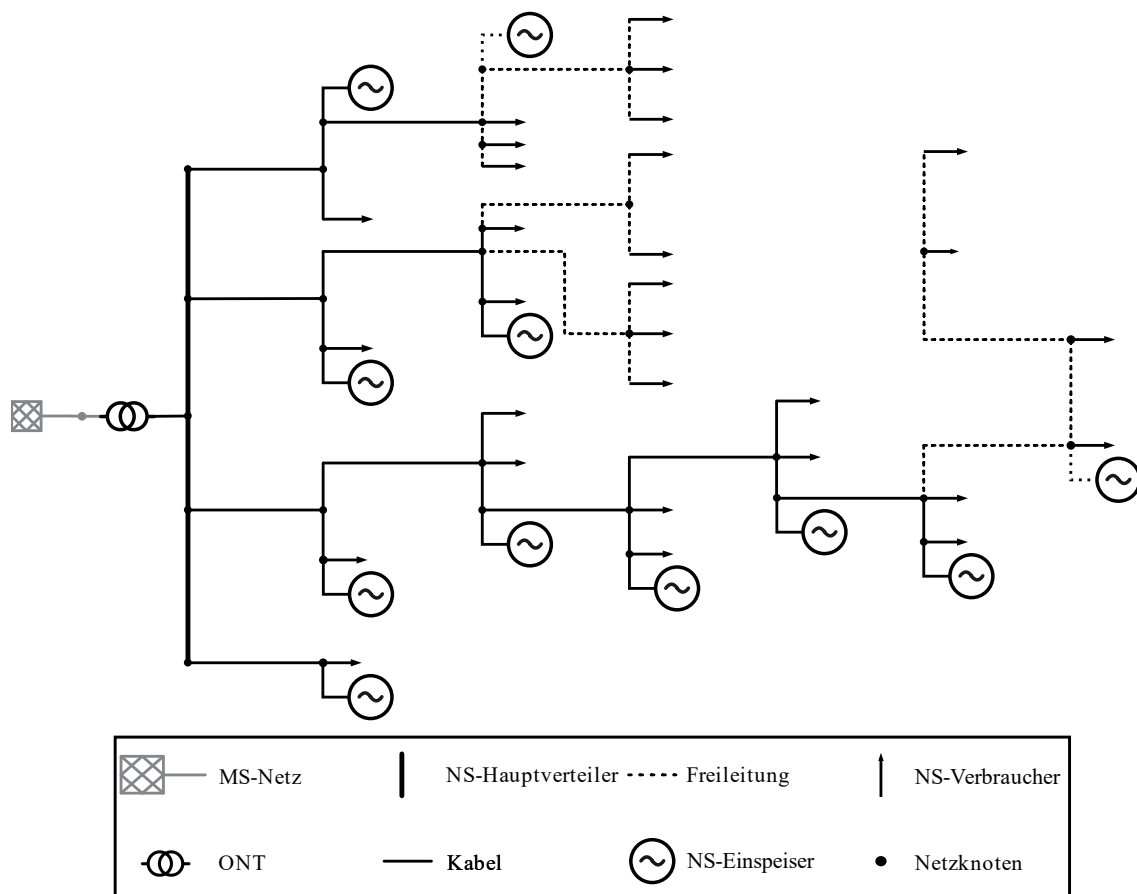 MS-Netz
NS-Hauptverteiler
Freileitung
NS-Verbraucher
ONT
Kabel
NS-Einspeiser
Netzknoten